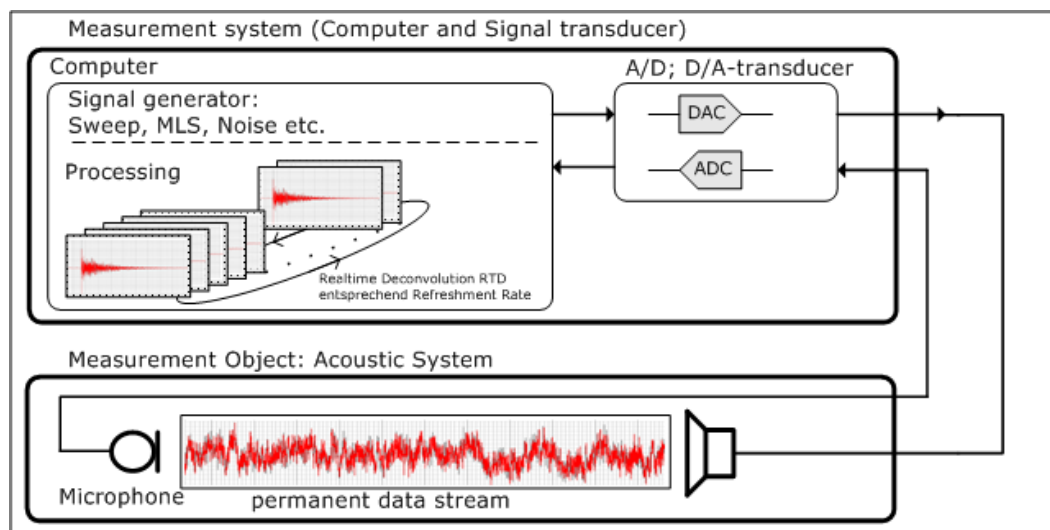 Measurement system (Computer and Signal transducer)
Computer
A/D; D/A-transducer
Signal generator:
Sweep, MLS, Noise etc.
DAC
ADC
Processing
Realtime Deconvolution RTD
entsprechend Refreshment Rate
Measurement Object: Acoustic System
Microphone
permanent data stream